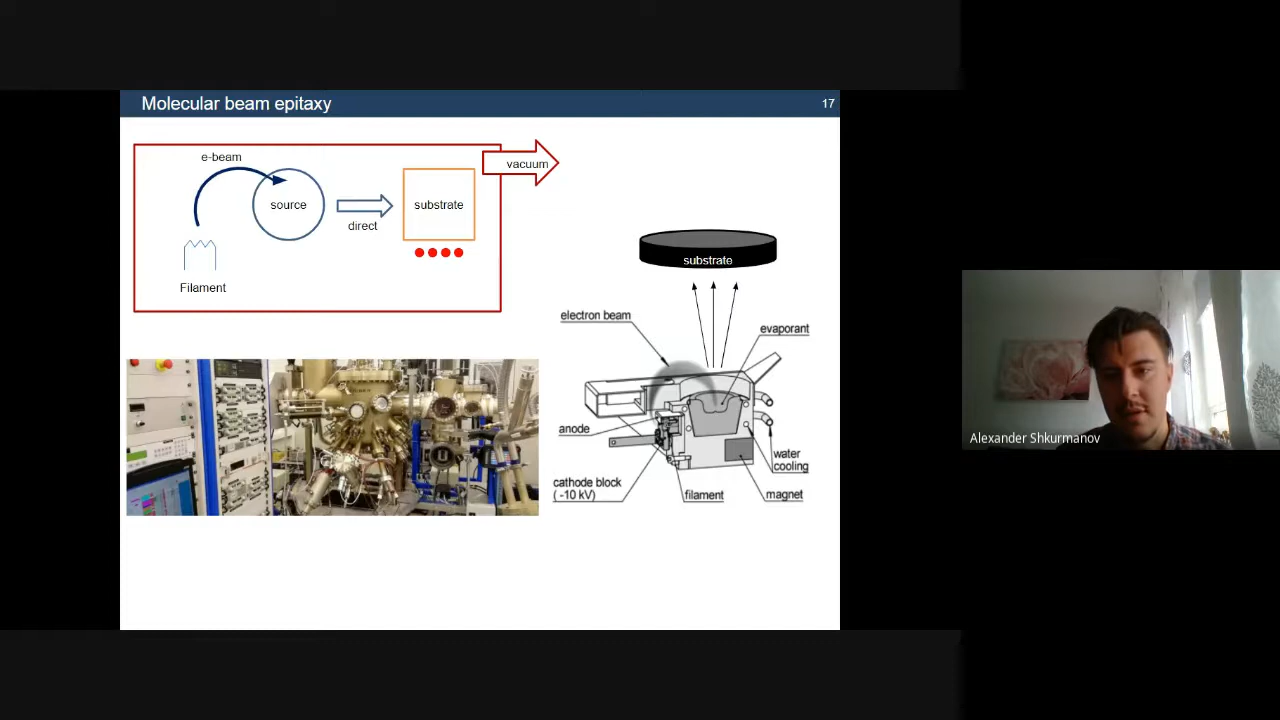 Molecular beam epitaxy
17
e-beam
vacuum
source
substrate
direct
Filament
substrate
electron beam
evaporant
anode
water
cooling
cathode block
(-10 kV)
filament
magnet
Alexander Shkurmanov